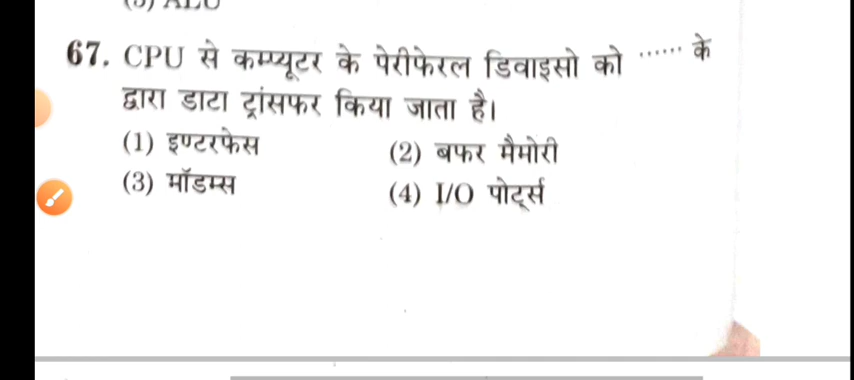 67. CPU से कम्प्यूटर के पेरीफेरल डिवाइसो को ...... के
द्वारा डाटा ट्रांसफर किया जाता है।
(1) इण्टरफेस (2) बफर मैमोरी
(3) मॉडम्स (4) I/O पोर्ट्स